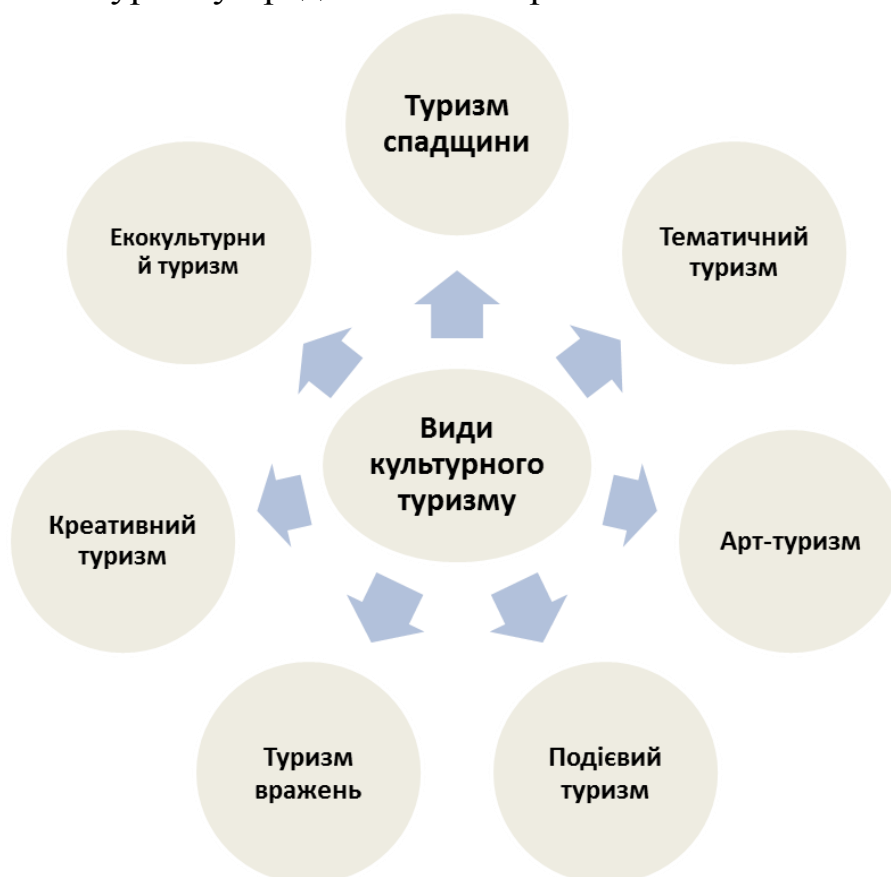 Туризм
спадщини
Екокультурни
й туризм
Тематичний
туризм
Види
культурного
туризму
Креативний
туризм
Арт-туризм
Туризм
вражень
Подієвий
туризм